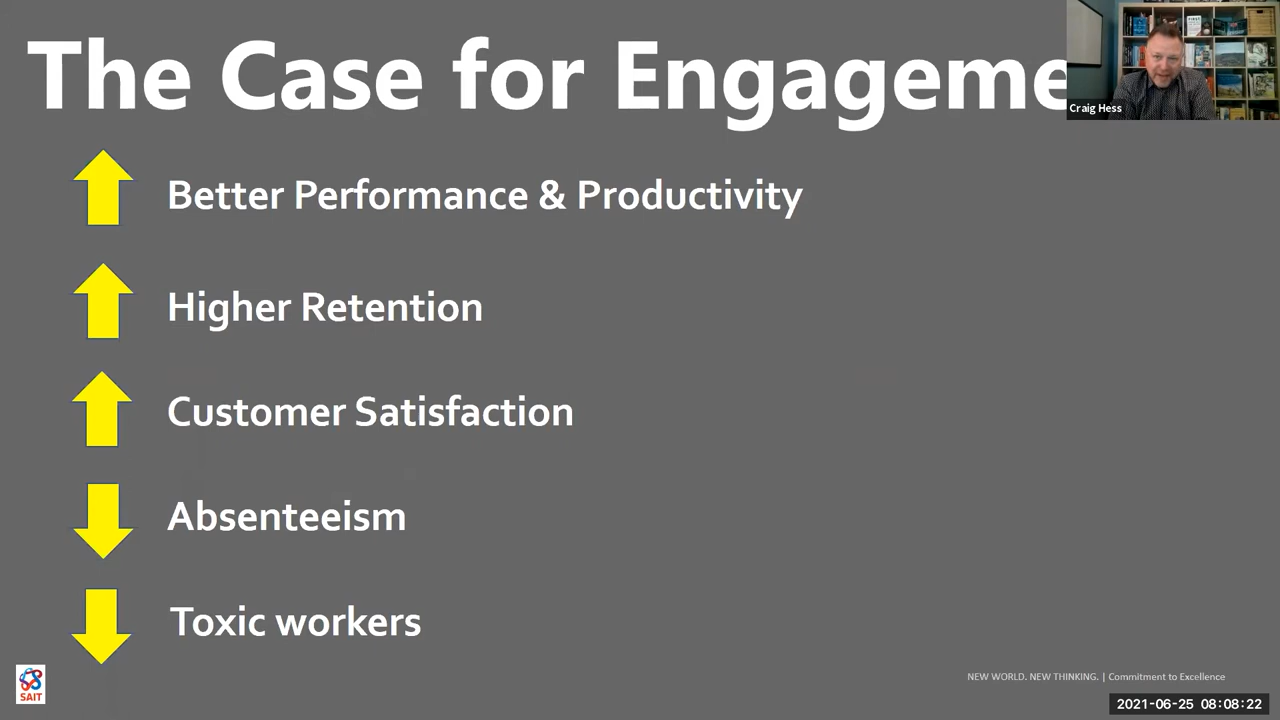 The Case for Engageme
Craig Hess
Better Performance & Productivity
Higher Retention
Customer Satisfaction
Absenteeism
Toxic workers
SAIT
NEW WORLD. NEW THINKING. | Commitment to Excellence
2021-06-25 08:08:22